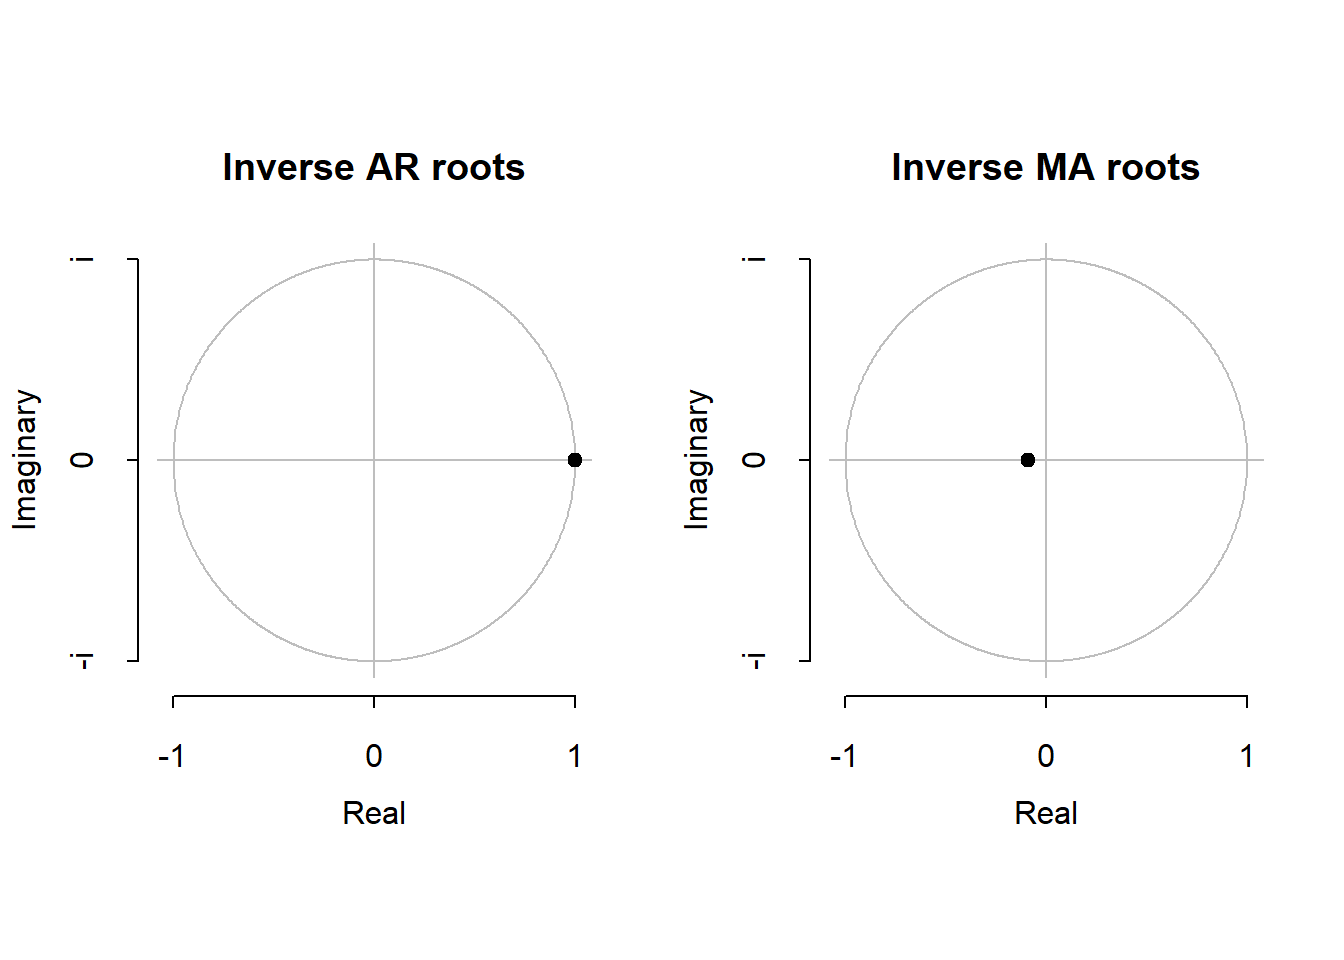 Inverse AR roots
Imaginary
i
0
-i
-1 0 1
Real
Inverse MA roots
Imaginary
i
0
-i
-1 0 1
Real